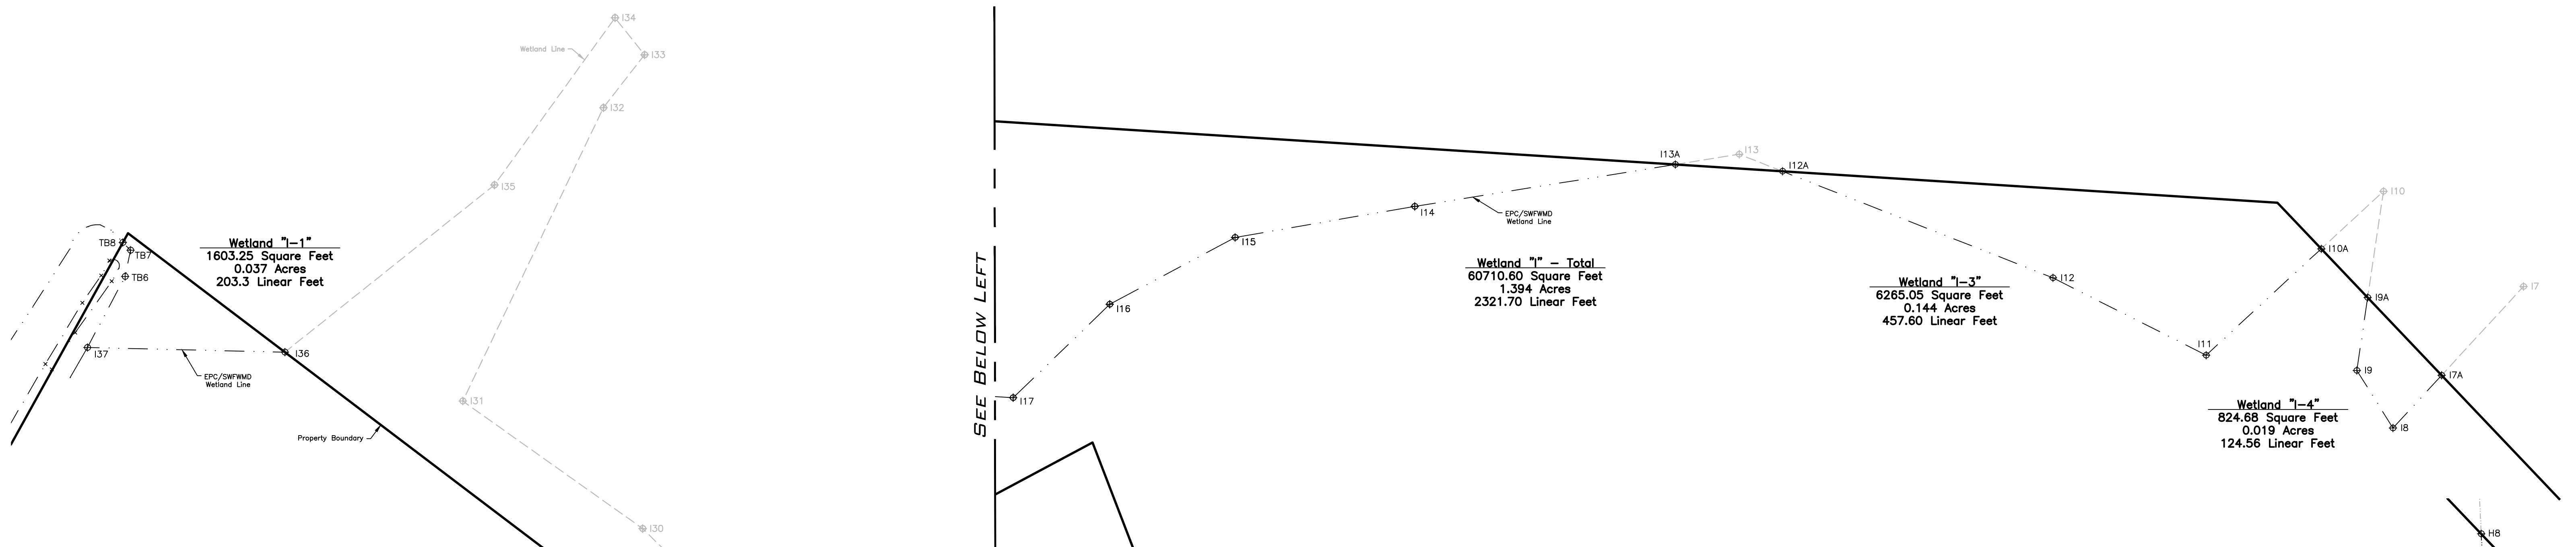 I34
Wetland Line
I33
I32
I35
TB8
TB7
TB6
Wetland "I-1"
1603.25 Square Feet
0.037 Acres
203.3 Linear Feet
I37
I36
EPC/SWFWMD
Wetland Line
I31
Property Boundary
I30
SEE BELOW LEFT
I13A
I13
I12A
I10
I14
EPC/SWFWMD
Wetland Line
I15
I10A
Wetland "I" - Total
60710.60 Square Feet
1.394 Acres
2321.70 Linear Feet
I12
Wetland "I-3"
6265.05 Square Feet
0.144 Acres
457.60 Linear Feet
I7
I9A
I16
I11
I9
I7A
I17
Wetland "I-4"
824.68 Square Feet
0.019 Acres
124.56 Linear Feet
I8
H8